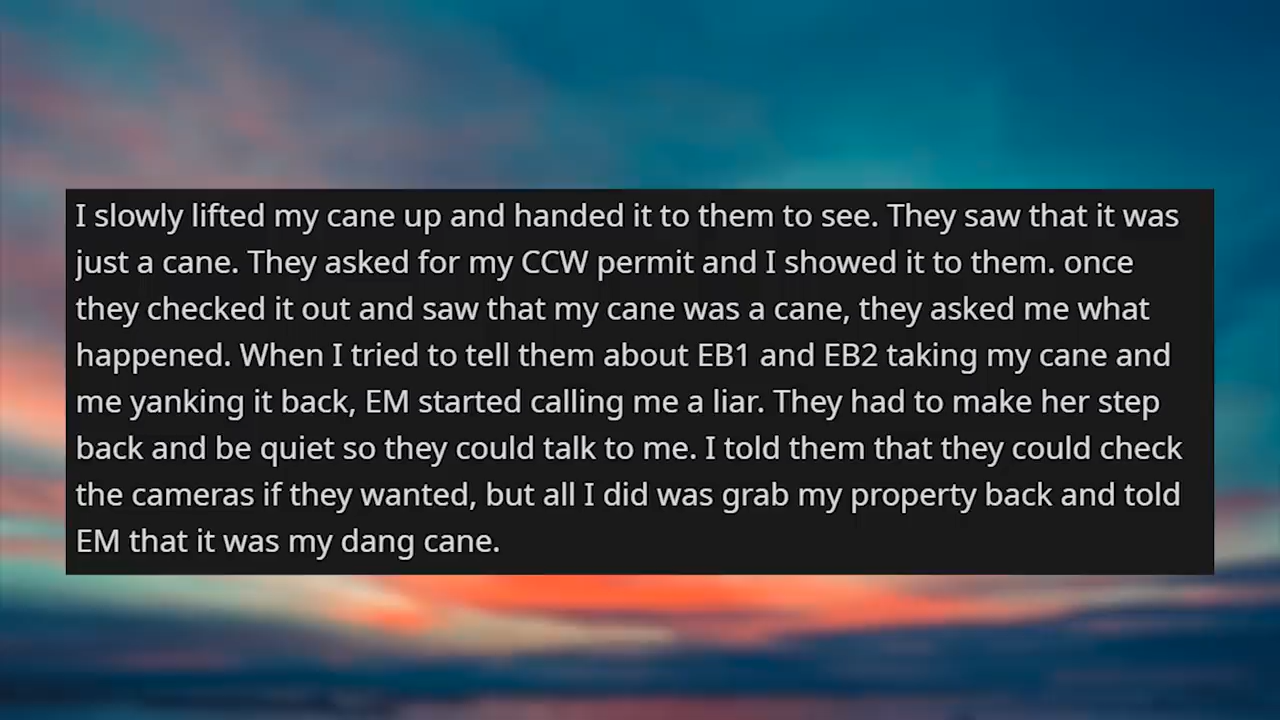 I slowly lifted my cane up and handed it to them to see. They saw that it was
just a cane. They asked for my CCW permit and I showed it to them. once
they checked it out and saw that my cane was a cane, they asked me what
happened. When I tried to tell them about EB1 and EB2 taking my cane and
me yanking it back, EM started calling me a liar. They had to make her step
back and be quiet so they could talk to me. I told them that they could check
the cameras if they wanted, but all I did was grab my property back and told
EM that it was my dang cane.